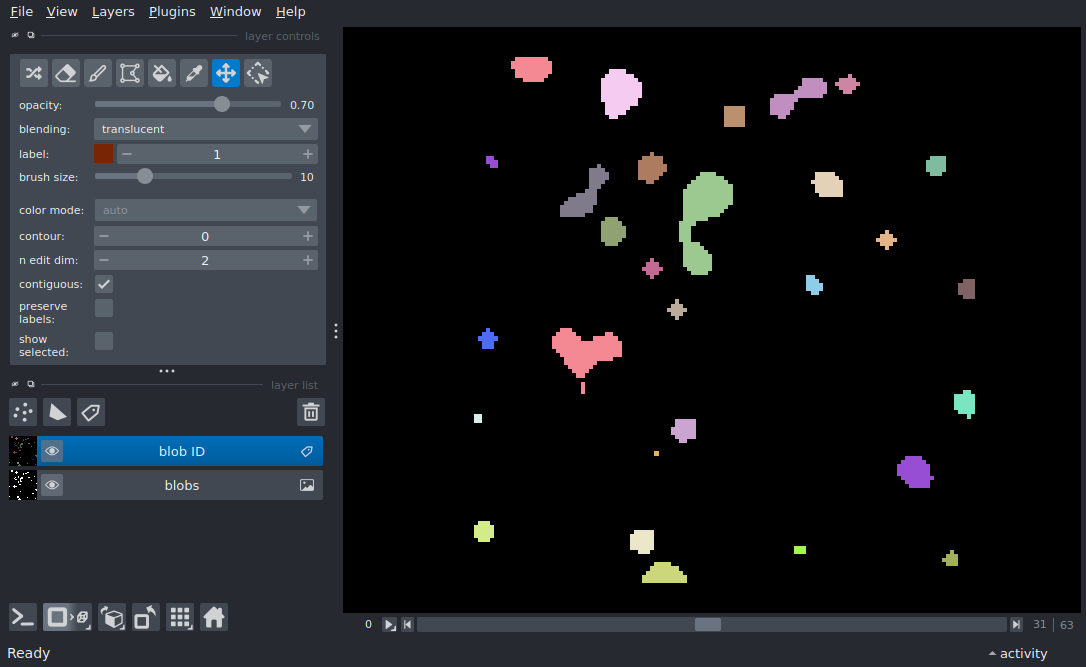 File View Layers Plugins Window Help
layer controls
opacity: 0.70
blending: translucent
label: 1
brush size: 10
color mode: auto
contour: 0
n edit dim: 2
contiguous:
preserve
labels:
show
selected:
layer list
blob ID
blobs
0 31 63
Ready activity